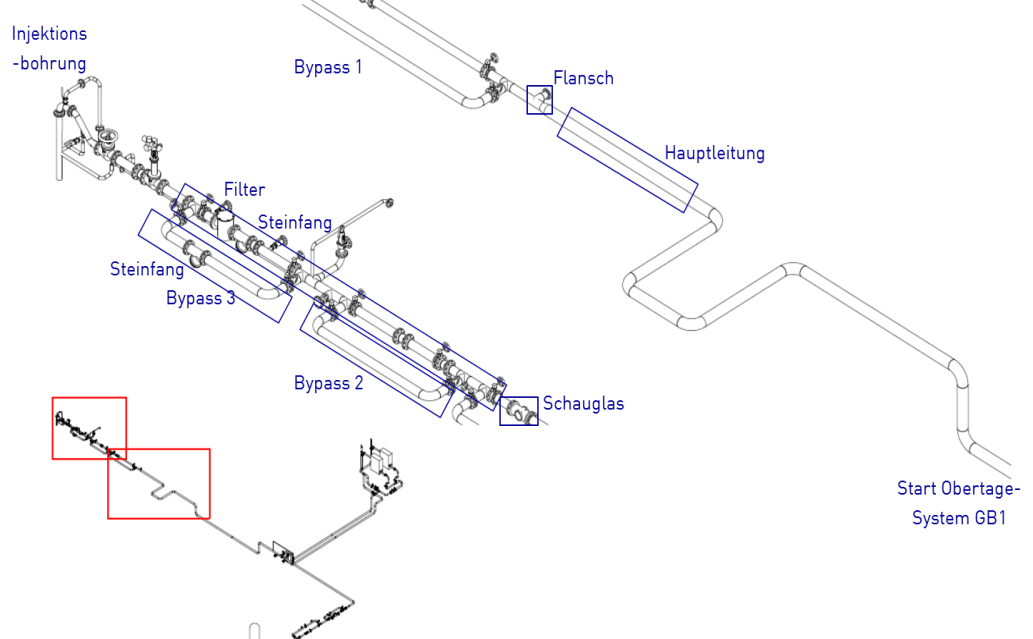 Injektions
-bohrung
Bypass 1
Flansch
Hauptleitung
Filter
Steinfang
Steinfang
Bypass 3
Bypass 2
Schauglas
Start Obertage-
System GB1